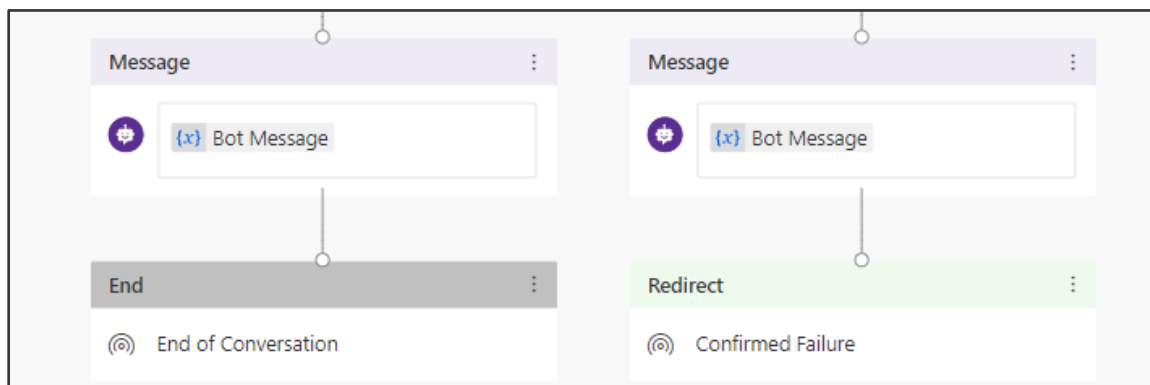 Message
{x} Bot Message
End
End of Conversation
Message
{x} Bot Message
Redirect
Confirmed Failure